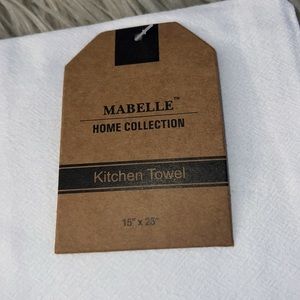 MABELLE™
HOME COLLECTION
Kitchen Towel
15" x 25"